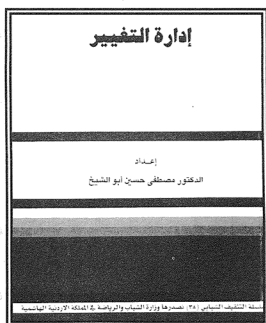 إدارة التغيير
إعداد
الدكتور مصطفى حسين أبو الشيخ
سلسلة التثقيف الشبابي (٣٨) تصدرها وزارة الشباب والرياضة في المملكة الاردنية الهاشمية